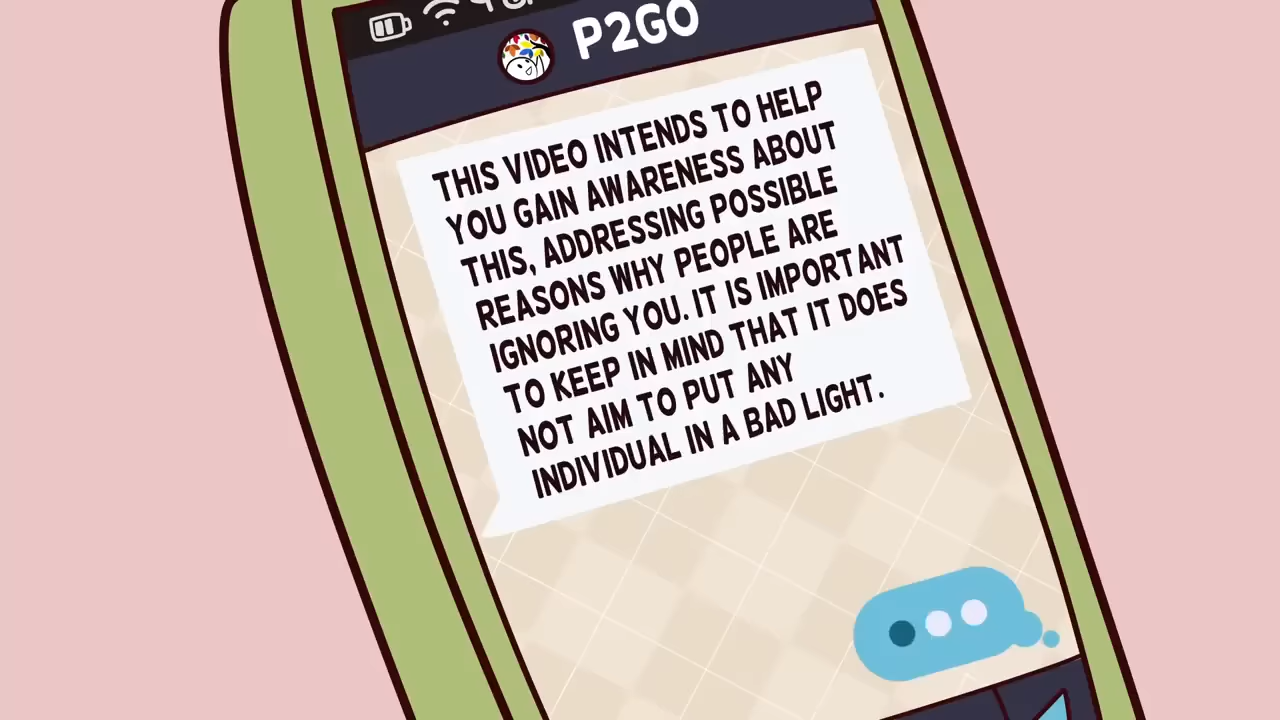 P2GO
THIS VIDEO INTENDS TO HELP
YOU GAIN AWARENESS ABOUT
THIS, ADDRESSING POSSIBLE
REASONS WHY PEOPLE ARE
IGNORING YOU. IT IS IMPORTANT
TO KEEP IN MIND THAT IT DOES
NOT AIM TO PUT ANY
INDIVIDUAL IN A BAD LIGHT.